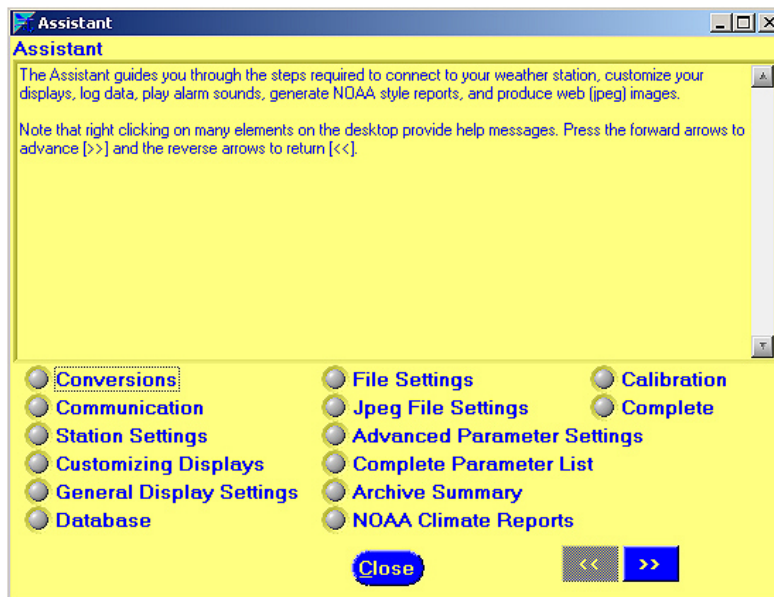 Assistant
Assistant
The Assistant guides you through the steps required to connect to your weather station, customize your
displays, log data, play alarm sounds, generate NOAA style reports, and produce web (jpeg) images.
Note that right clicking on many elements on the desktop provide help messages. Press the forward arrows to
advance [>>] and the reverse arrows to return [<<].
Conversions
Communication
Station Settings
Customizing Displays
General Display Settings
Database
File Settings
Jpeg File Settings
Advanced Parameter Settings
Complete Parameter List
Archive Summary
NOAA Climate Reports
Calibration
Complete
Close
<< >>